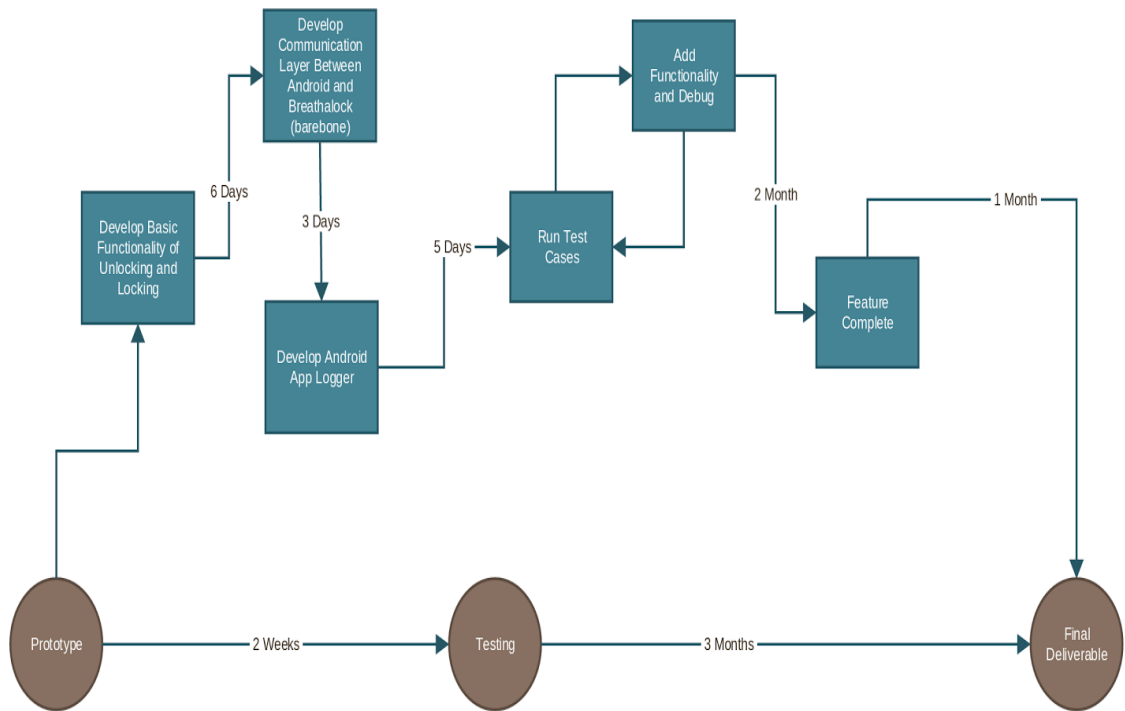 Develop
Communication
Layer Between
Android and
Breathalock
(barebone)
Add
Functionality
and Debug
6 Days
2 Month
1 Month
Develop Basic
Functionality of
Unlocking and
Locking
3 Days
5 Days
Run Test
Cases
Feature
Complete
Develop Android
App Logger
Prototype
2 Weeks
Testing
3 Months
Final
Deliverable